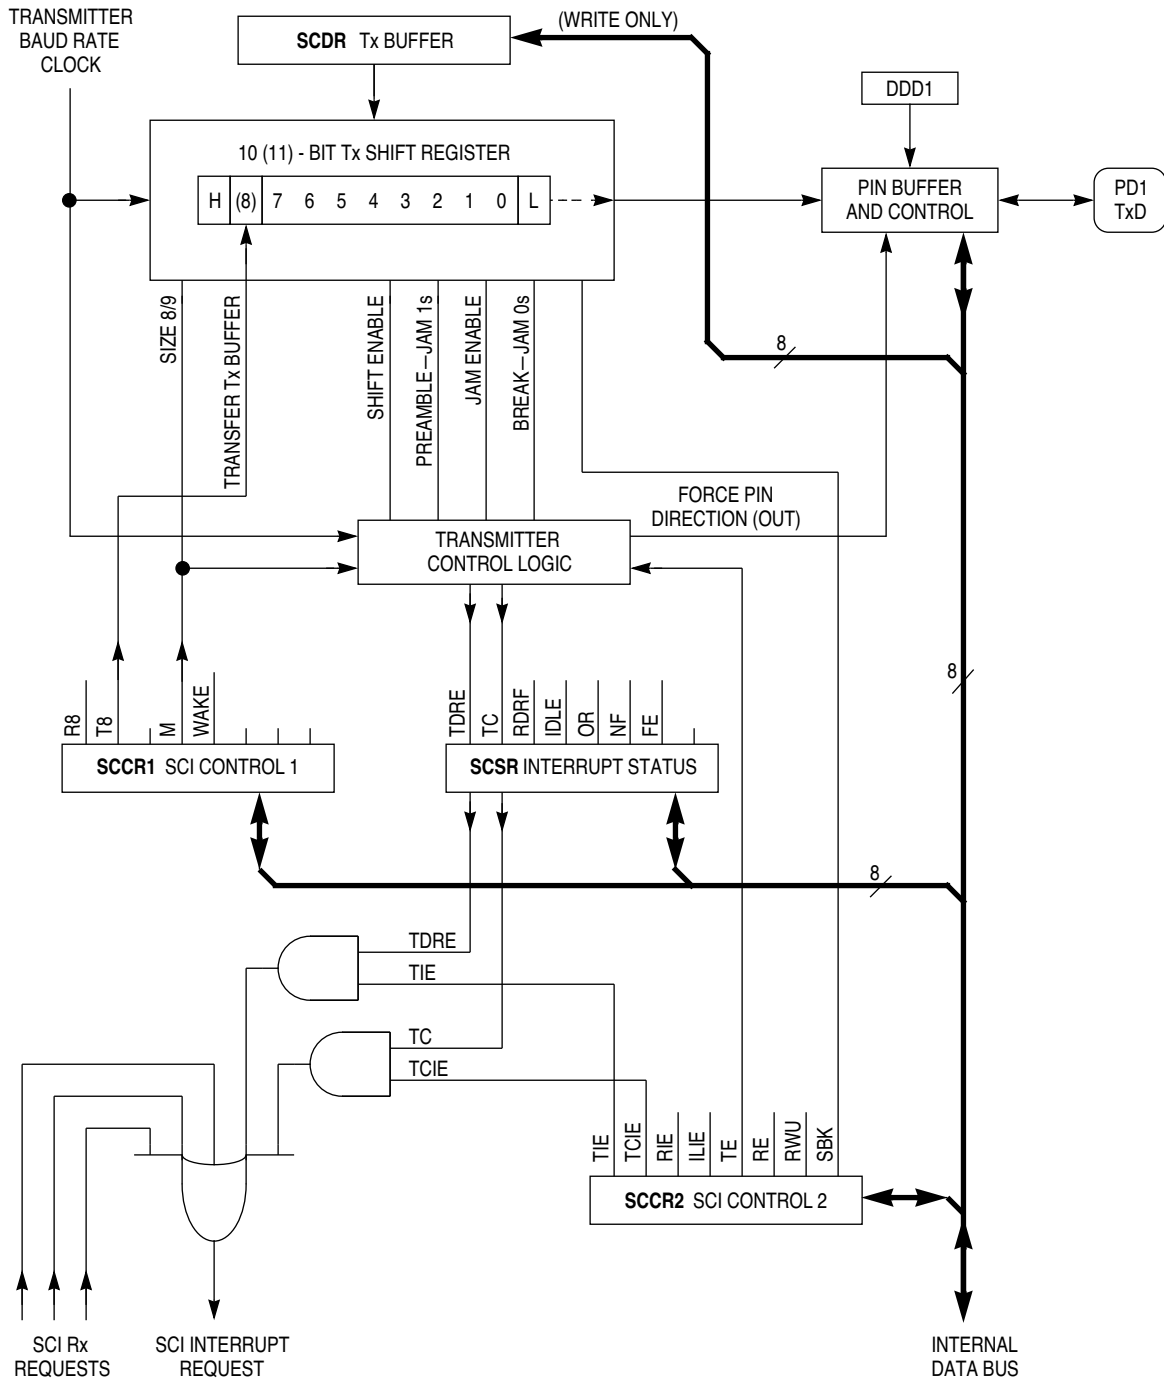 TRANSMITTER
BAUD RATE
CLOCK
SCDR Tx BUFFER
(WRITE ONLY)
DDD1
10 (11) - BIT Tx SHIFT REGISTER
H (8) 7 6 5 4 3 2 1 0 L
PIN BUFFER
AND CONTROL
PD1
TxD
SIZE 8/9
TRANSFER Tx BUFFER
SHIFT ENABLE
PREAMBLE—JAM 1s
JAM ENABLE
BREAK—JAM 0s
8
FORCE PIN
DIRECTION (OUT)
TRANSMITTER
CONTROL LOGIC
8
R8
T8
M
WAKE
TDRE
TC
RDRF
IDLE
OR
NF
FE
SCCR1 SCI CONTROL 1
SCSR INTERRUPT STATUS
8
TDRE
TIE
TC
TCIE
TIE
TCIE
RIE
ILIE
TE
RE
RWU
SBK
SCCR2 SCI CONTROL 2
SCI Rx
REQUESTS
SCI INTERRUPT
REQUEST
INTERNAL
DATA BUS